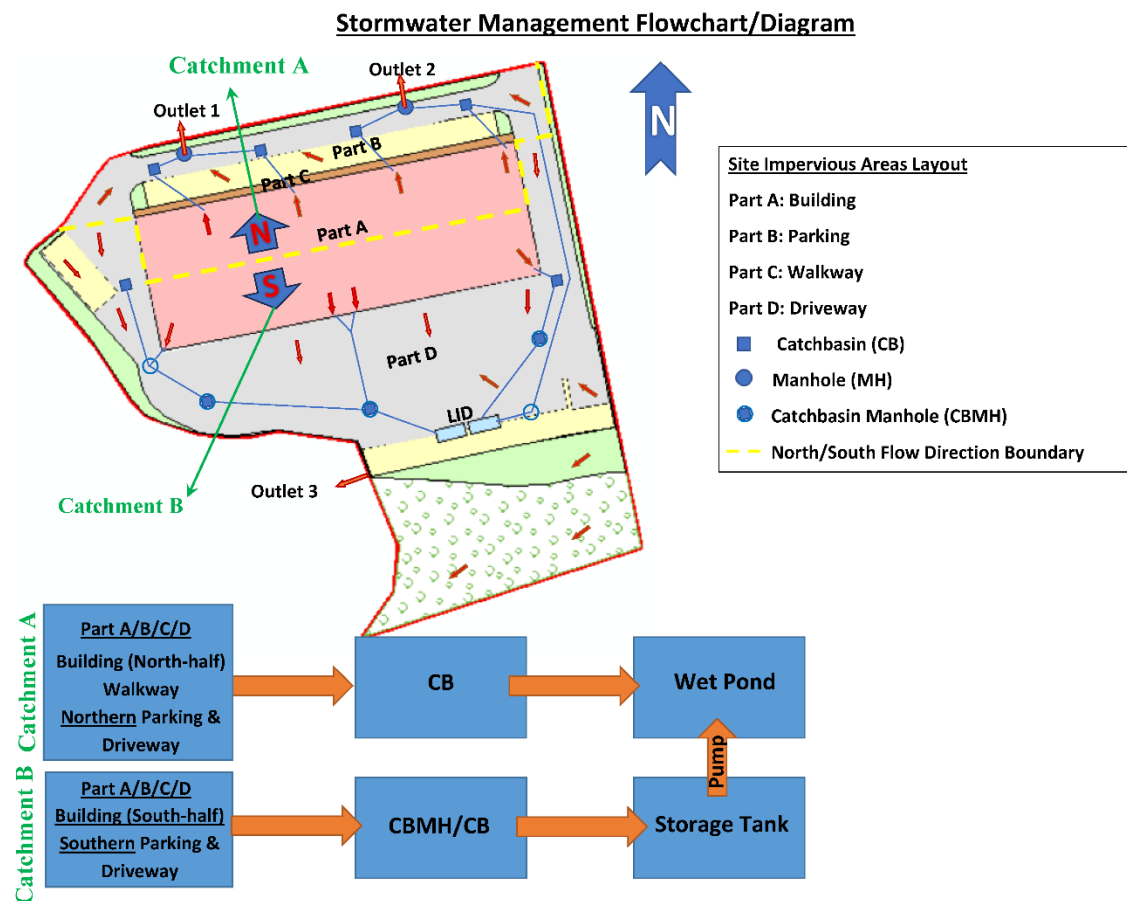 Stormwater Management Flowchart/Diagram
Catchment A
Outlet 2
Outlet 1
N
Part B
Part C
Part A
N
S
Part D
LID
Outlet 3
Catchment B
Site Impervious Areas Layout
Part A: Building
Part B: Parking
Part C: Walkway
Part D: Driveway
Catchbasin (CB)
Manhole (MH)
Catchbasin Manhole (CBMH)
North/South Flow Direction Boundary
Catchment A
Part A/B/C/D
Building (North-half)
Walkway
Northern Parking &
Driveway
CB
Wet Pond
Pump
Catchment B
Part A/B/C/D
Building (South-half)
Southern Parking &
Driveway
CBMH/CB
Storage Tank